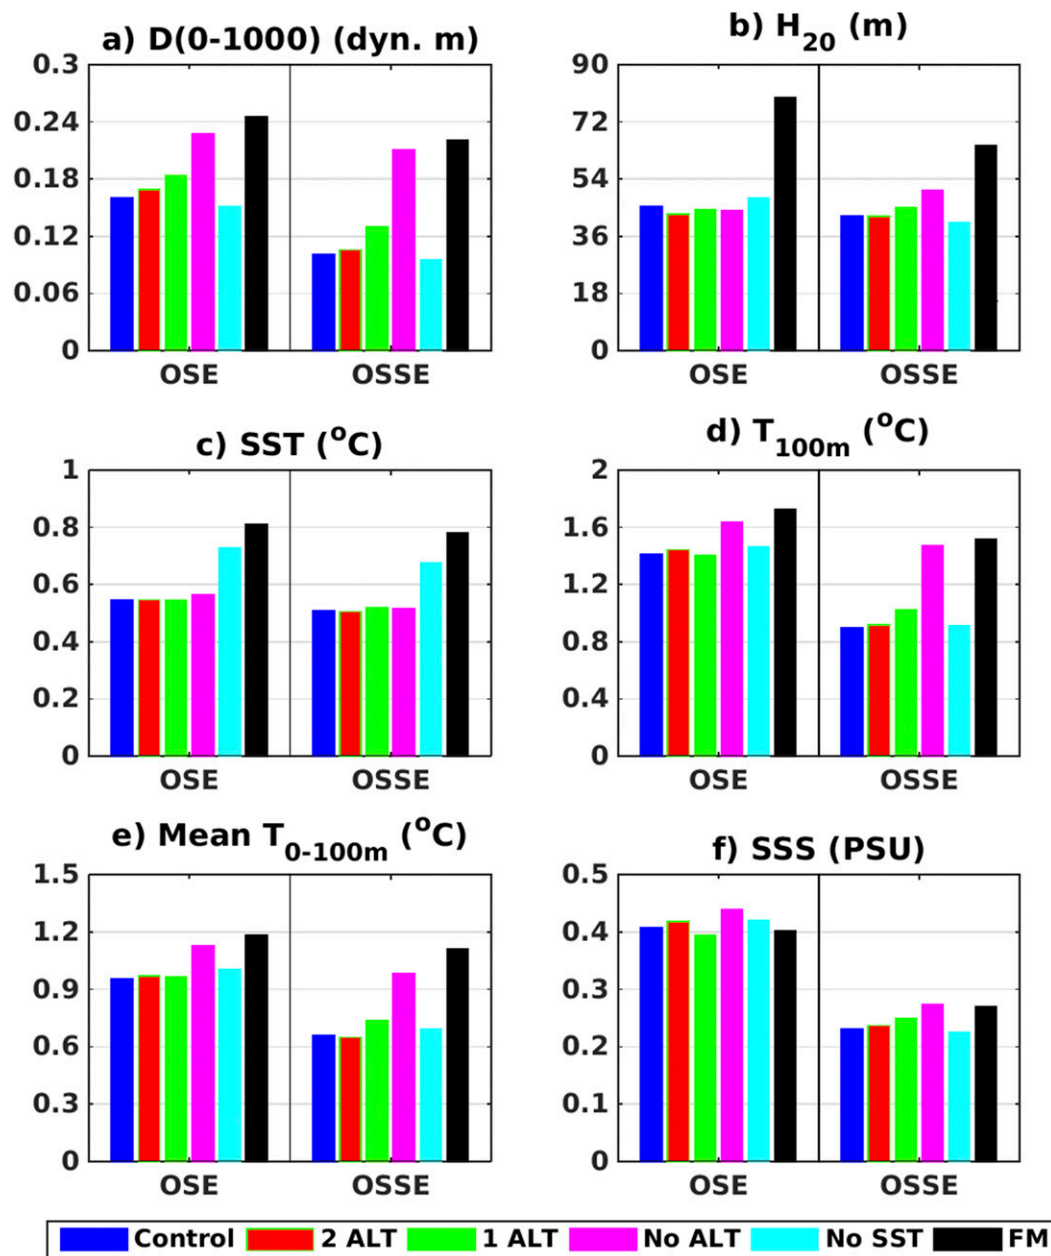 a) D(0-1000) (dyn. m)
0.3
0.24
0.18
0.12
0.06
0
OSE OSSE
b) H20 (m)
90
72
54
36
18
0
OSE OSSE
c) SST (oC)
1
0.8
0.6
0.4
0.2
0
OSE OSSE
d) T100m (oC)
2
1.6
1.2
0.8
0.4
0
OSE OSSE
e) Mean T0-100m (oC)
1.5
1.2
0.9
0.6
0.3
0
OSE OSSE
f) SSS (PSU)
0.5
0.4
0.3
0.2
0.1
0
OSE OSSE
Control 2 ALT 1 ALT No ALT No SST FM